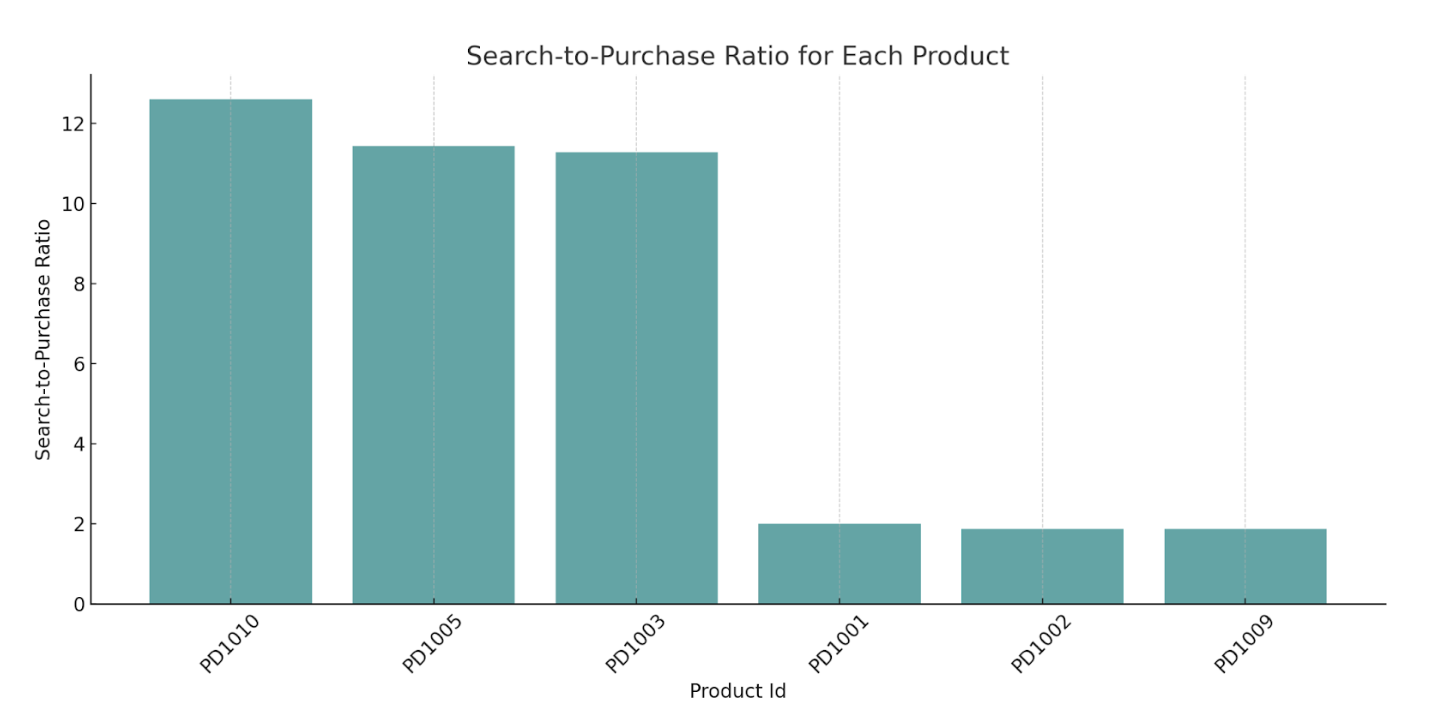 Search-to-Purchase Ratio for Each Product
Search-to-Purchase Ratio
12
10
8
6
4
2
0
PD1010
PD1005
PD1003
PD1001
PD1002
PD1009
Product Id